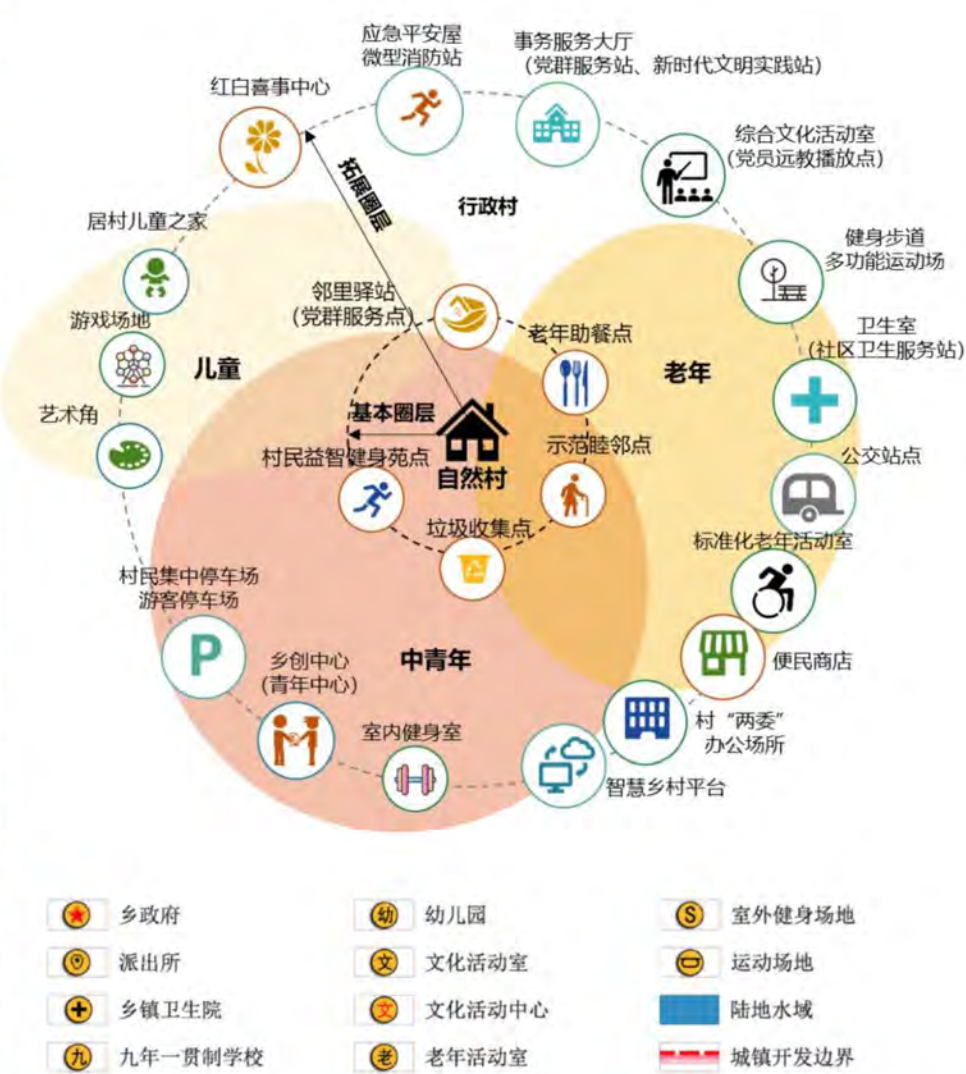 应急平安屋
微型消防站
事务服务大厅
(党群服务站、新时代文明实践站)
红白喜事中心
综合文化活动室
(党员远教播放点)
拓展圈层
行政村
居村儿童之家
健身步道
多功能运动场
邻里驿站
(党群服务点)
游戏场地
老年助餐点
卫生室
(社区卫生服务站)
儿童
老年
艺术角
基本圈层
村民益智健身苑点
自然村
示范睦邻点
公交站点
垃圾收集点
标准化老年活动室
村民集中停车场
游客停车场
P
乡创中心
(青年中心)
中青年
便民商店
室内健身室
村“两委”
办公场所
智慧乡村平台
乡政府
幼 幼儿园
S 室外健身场地
派出所
文 文化活动室
运动场地
乡镇卫生院
文 文化活动中心
陆地水域
九 九年一贯制学校
老 老年活动室
城镇开发边界